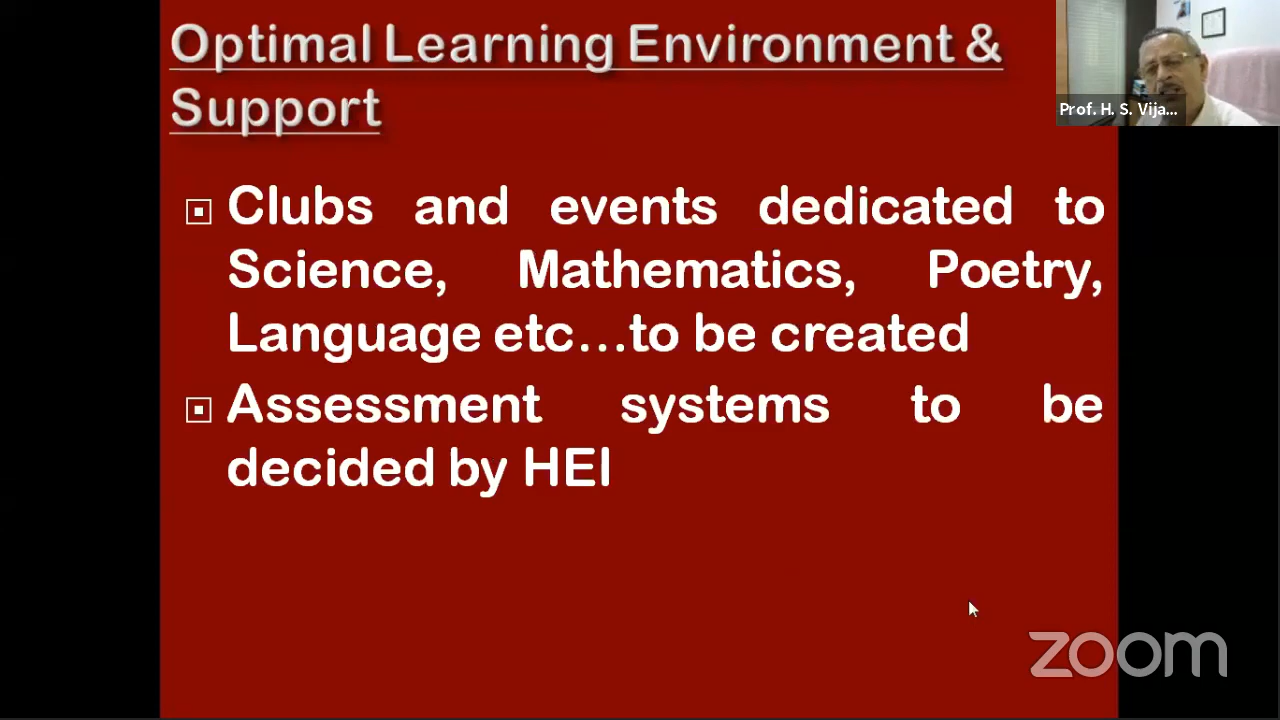 Optimal Learning Environment &
Support
Prof. H. S. Vija...
Clubs and events dedicated to
Science, Mathematics, Poetry,
Language etc...to be created
Assessment systems to be
decided by HEI
zoom